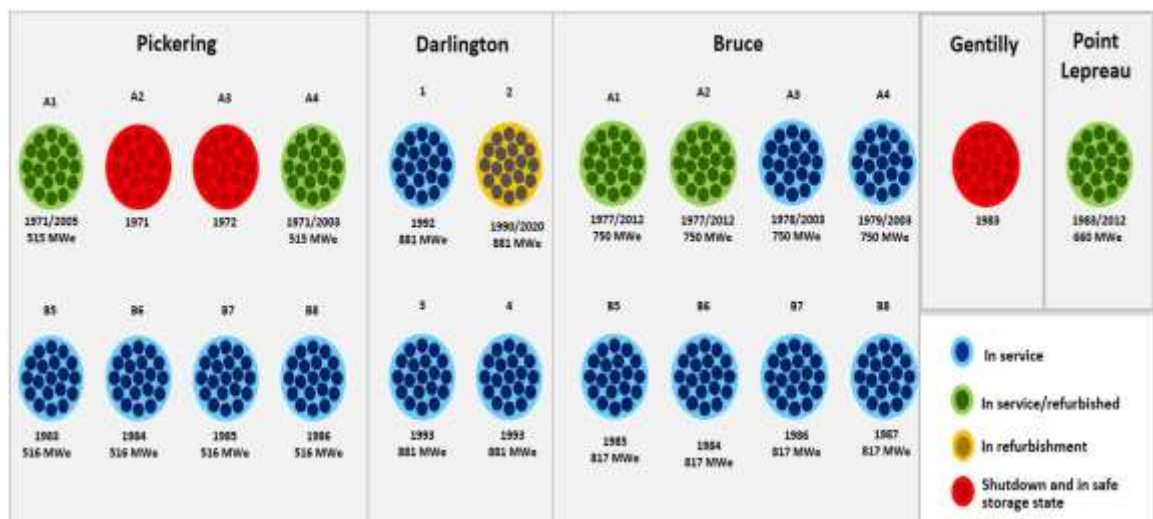 Pickering
Darlington
Bruce
Gentilly
Point
Lepreau
A1
A2
A3
A4
1
2
A1
A2
A3
A4
1971/2005
515 MWe
1971
1972
1971/2003
515 MWe
1992
881 MWe
1990/2020
881 MWe
1977/2012
750 MWe
1977/2012
750 MWe
1978/2003
750 MWe
1979/2003
750 MWe
1983
1983/2012
660 MWe
B5
B6
B7
B8
3
4
B5
B6
B7
B8
1983
516 MWe
1984
516 MWe
1985
516 MWe
1986
516 MWe
1993
881 MWe
1993
881 MWe
1985
817 MWe
1984
817 MWe
1986
817 MWe
1987
817 MWe
In service
In service/refurbished
In refurbishment
Shutdown and in safe
storage state